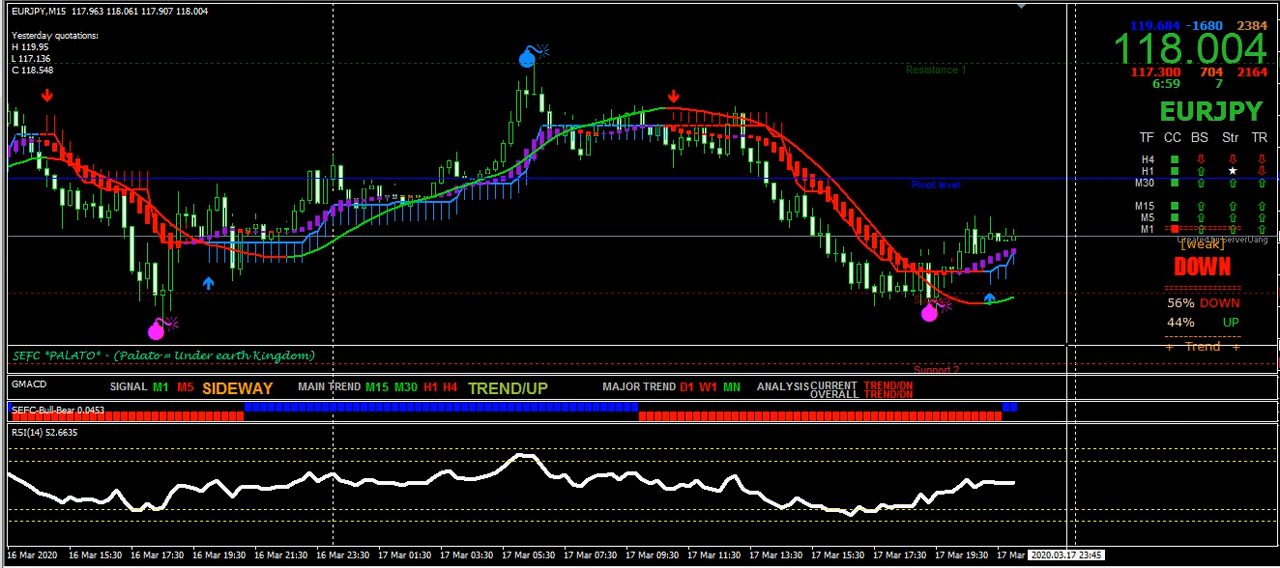 EURJPY,M15 117.963 118.061 117.907 118.004
Yesterday quotations:
H 119.95
L 117.136
C 118.548
Resistance 1
Pivot level
Support 2
119.684 -1680 2384
118.004
117.300 704 2164
6:59 7
EURJPY
TF CC BS Str TR
H4
H1
M30
M15
M5
M1
Created by ServerUang
[Weak]
DOWN
56% DOWN
44% UP
+ Trend +
SEFC *PALATO* - (Palato = Under earth Kingdom)
GMACD SIGNAL M1 M5 SIDEWAY MAIN TREND M15 M30 H1 H4 TREND/UP MAJOR TREND D1 W1 MN ANALYSIS CURRENT TREND/DN
OVERALL TREND/DN
SEFC-Bull-Bear 0.0453
RSI(14) 52.6635
16 Mar 2020 16 Mar 15:30 16 Mar 17:30 16 Mar 19:30 16 Mar 21:30 16 Mar 23:30 17 Mar 01:30 17 Mar 03:30 17 Mar 05:30 17 Mar 07:30 17 Mar 09:30 17 Mar 11:30 17 Mar 13:30 17 Mar 15:30 17 Mar 17:30 17 Mar 19:30 17 Mar 2020.03.17 23:45